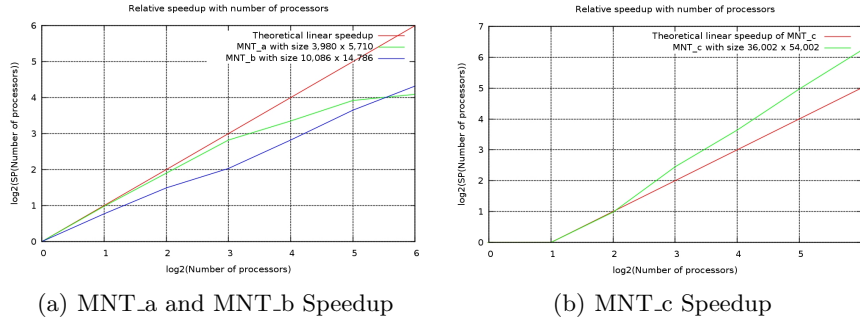 Relative speedup with number of processors
Theoretical linear speedup
MNT_a with size 3,980 x 5,710
MNT_b with size 10,086 x 14,786
log2(SP(Number of processors))
7
6
5
4
3
2
1
0
0 1 2 3 4 5 6
log2(Number of processors)
(a) MNT_a and MNT_b Speedup
Relative speedup with number of processors
Theoretical linear speedup of MNT_c
MNT_c with size 36,002 x 54,002
log2(SP(Number of processors))
7
6
5
4
3
2
1
0
0 1 2 3 4 5
log2(Number of processors)
(b) MNT_c Speedup